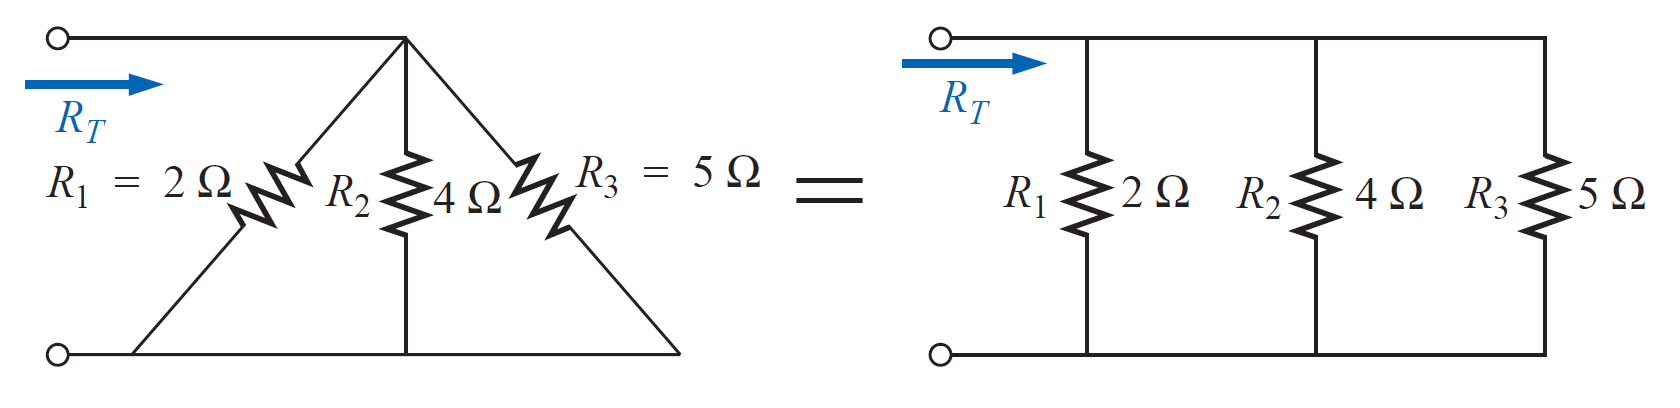 R_T
R_1 = 2 Ω
R_2
4 Ω
R_3 = 5 Ω
=
R_T
R_1
2 Ω
R_2
4 Ω
R_3
5 Ω